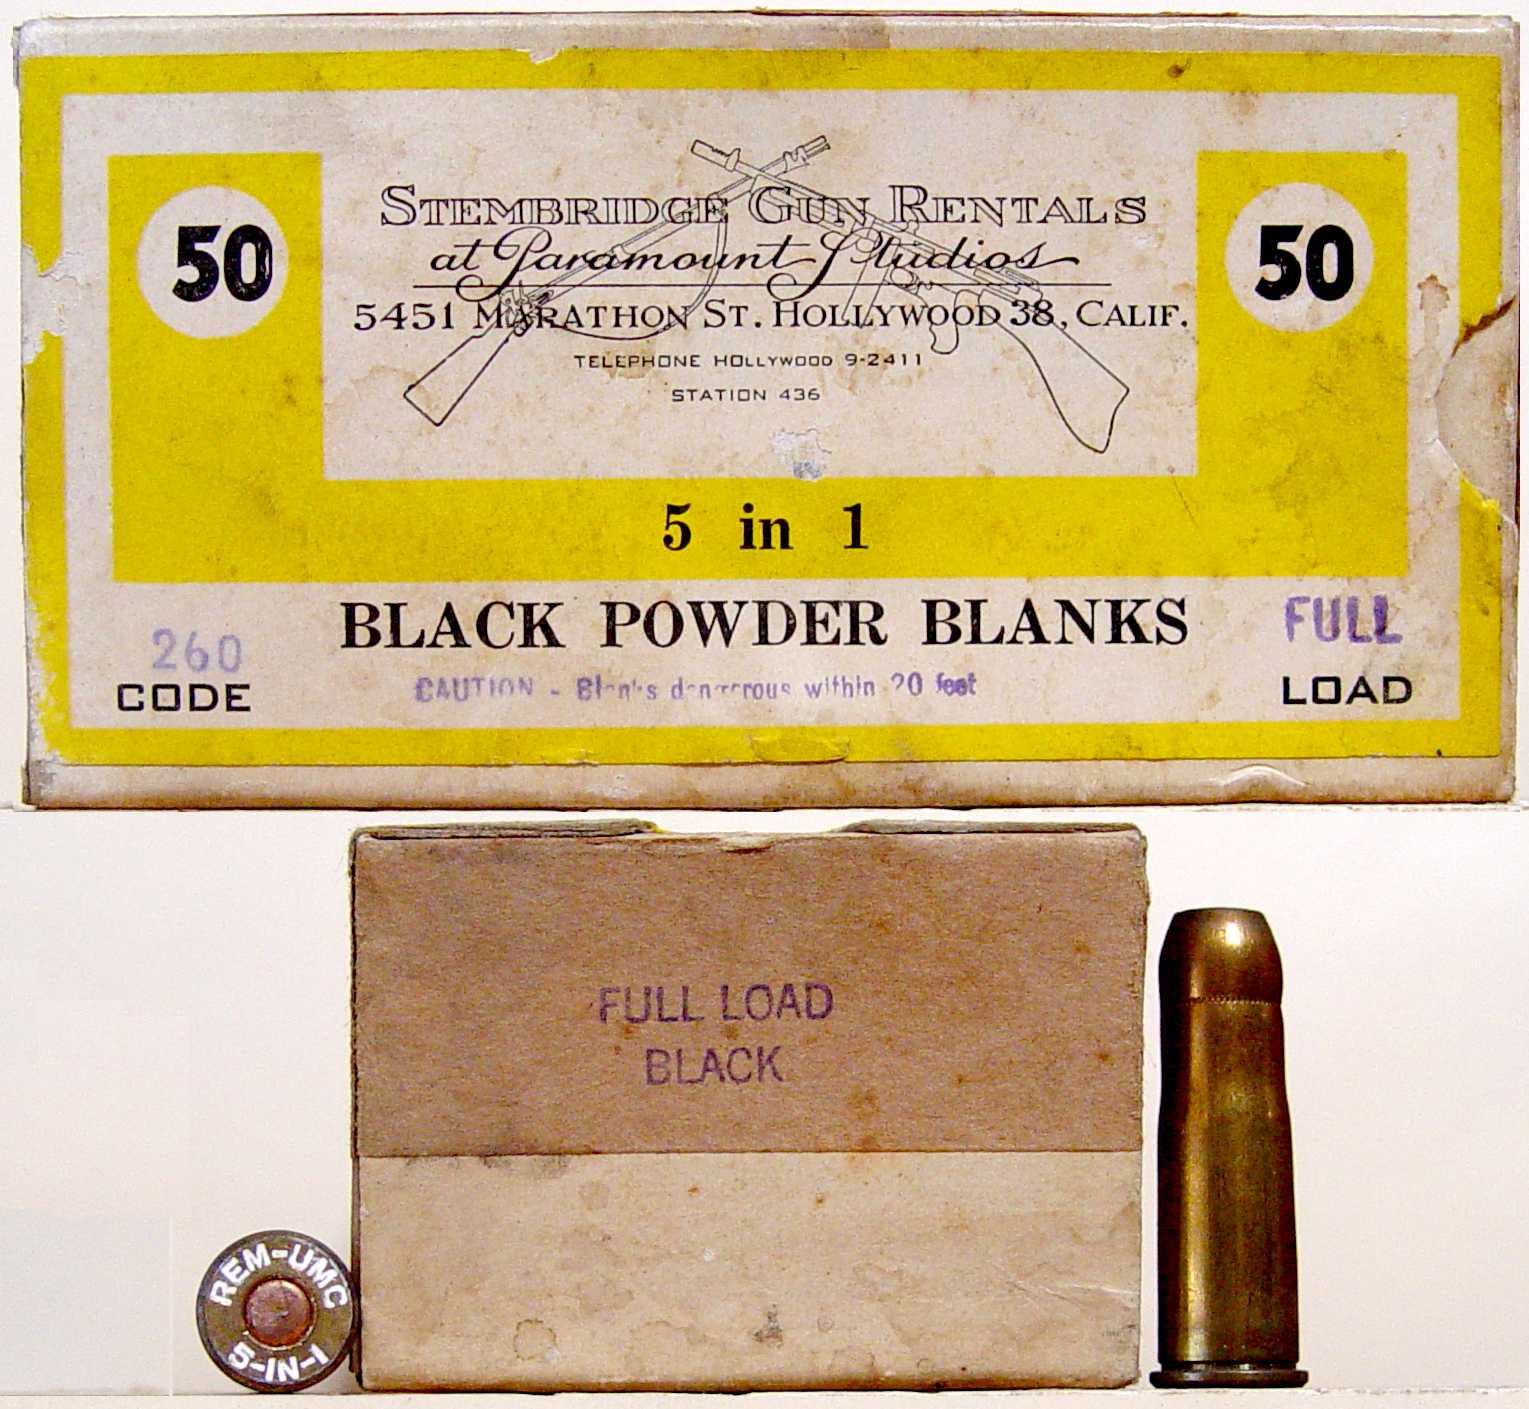 50
STEMBRIDGE GUN RENTALS
at Paramount Studios
5451 MARATHON ST. HOLLYWOOD 38, CALIF.
TELEPHONE HOLLYWOOD 9-2411
STATION 436
50
5 in 1
BLACK POWDER BLANKS
260
CODE
CAUTION - Blanks dangerous within 20 feet
FULL
LOAD
FULL LOAD
BLACK
REM-UMC
5-IN-1